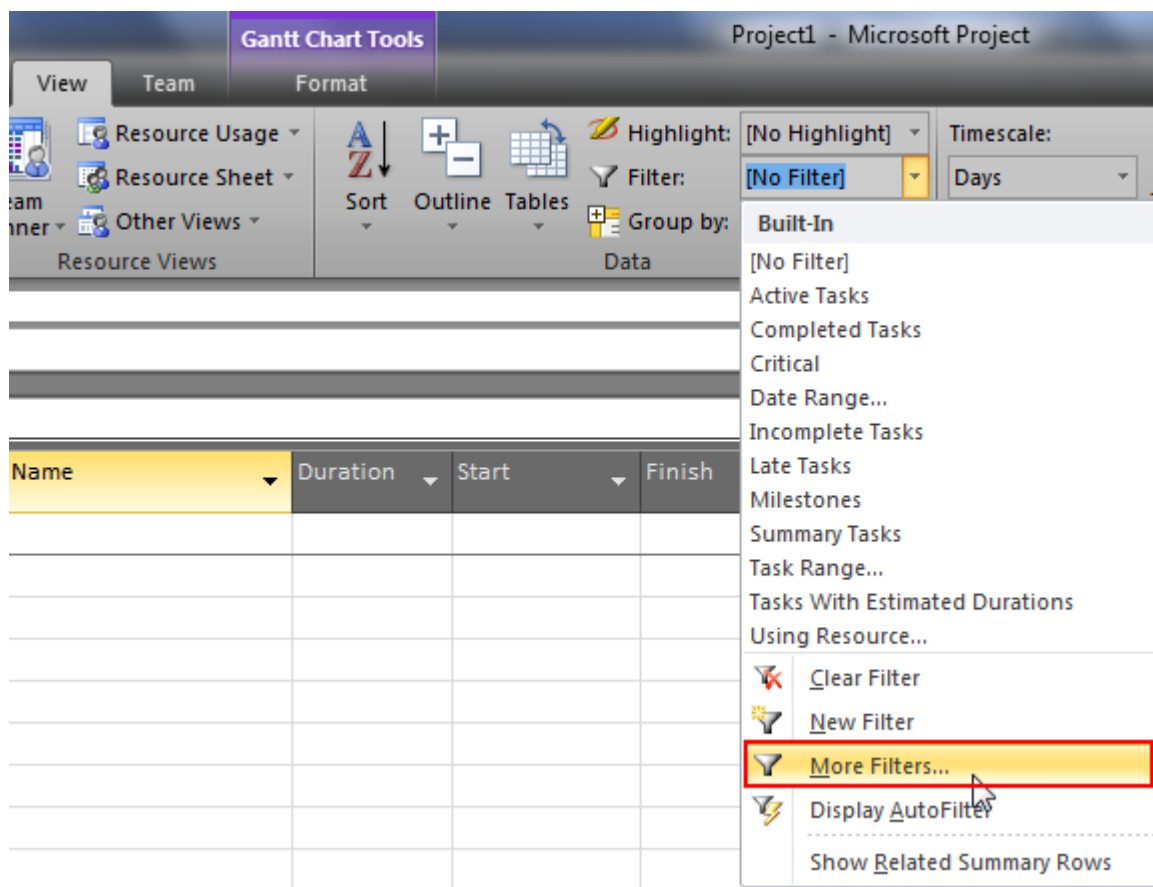 Gantt Chart Tools
Project1 - Microsoft Project
View
Team
Format
Resource Usage
Resource Sheet
Other Views
eam
nner
Resource Views
Sort
Outline
Tables
Highlight: [No Highlight]
Filter: [No Filter]
Group by:
Data
Timescale:
Days
Built-In
[No Filter]
Active Tasks
Completed Tasks
Critical
Date Range...
Incomplete Tasks
Late Tasks
Milestones
Summary Tasks
Task Range...
Tasks With Estimated Durations
Using Resource...
Clear Filter
New Filter
More Filters...
Display AutoFilter
Show Related Summary Rows
Name
Duration
Start
Finish